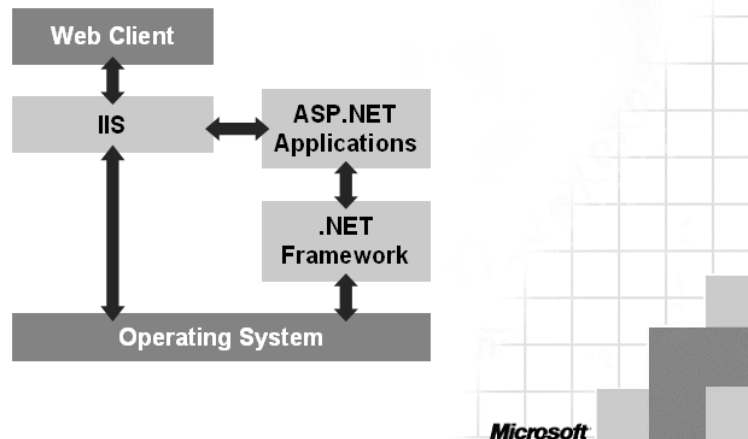 Web Client
IIS
ASP.NET
Applications
.NET
Framework
Operating System
Microsoft